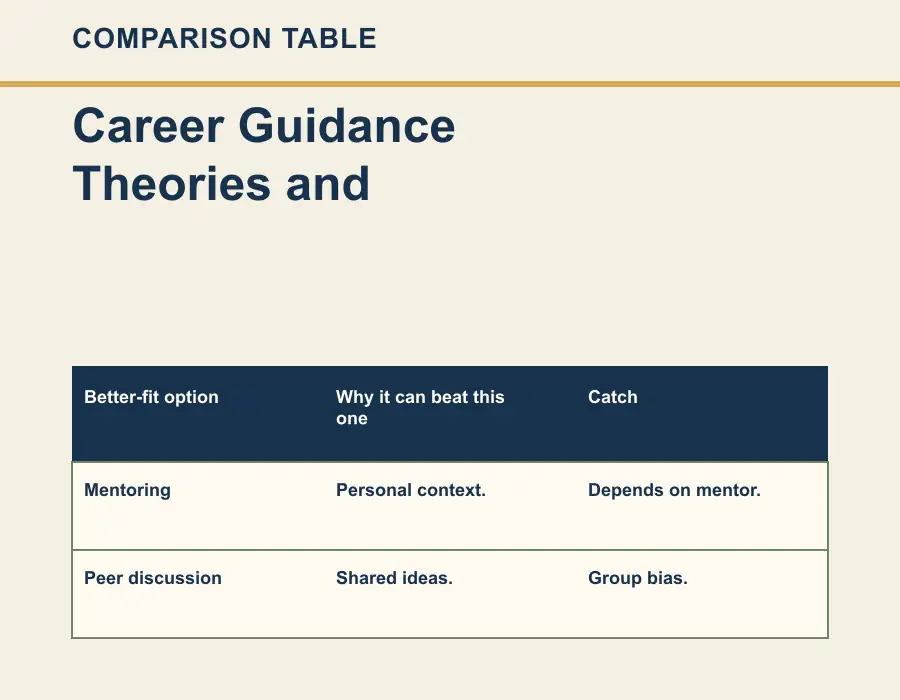 COMPARISON TABLE
Career Guidance
Theories and
Better-fit option
Why it can beat this
one
Catch
Mentoring
Personal context.
Depends on mentor.
Peer discussion
Shared ideas.
Group bias.